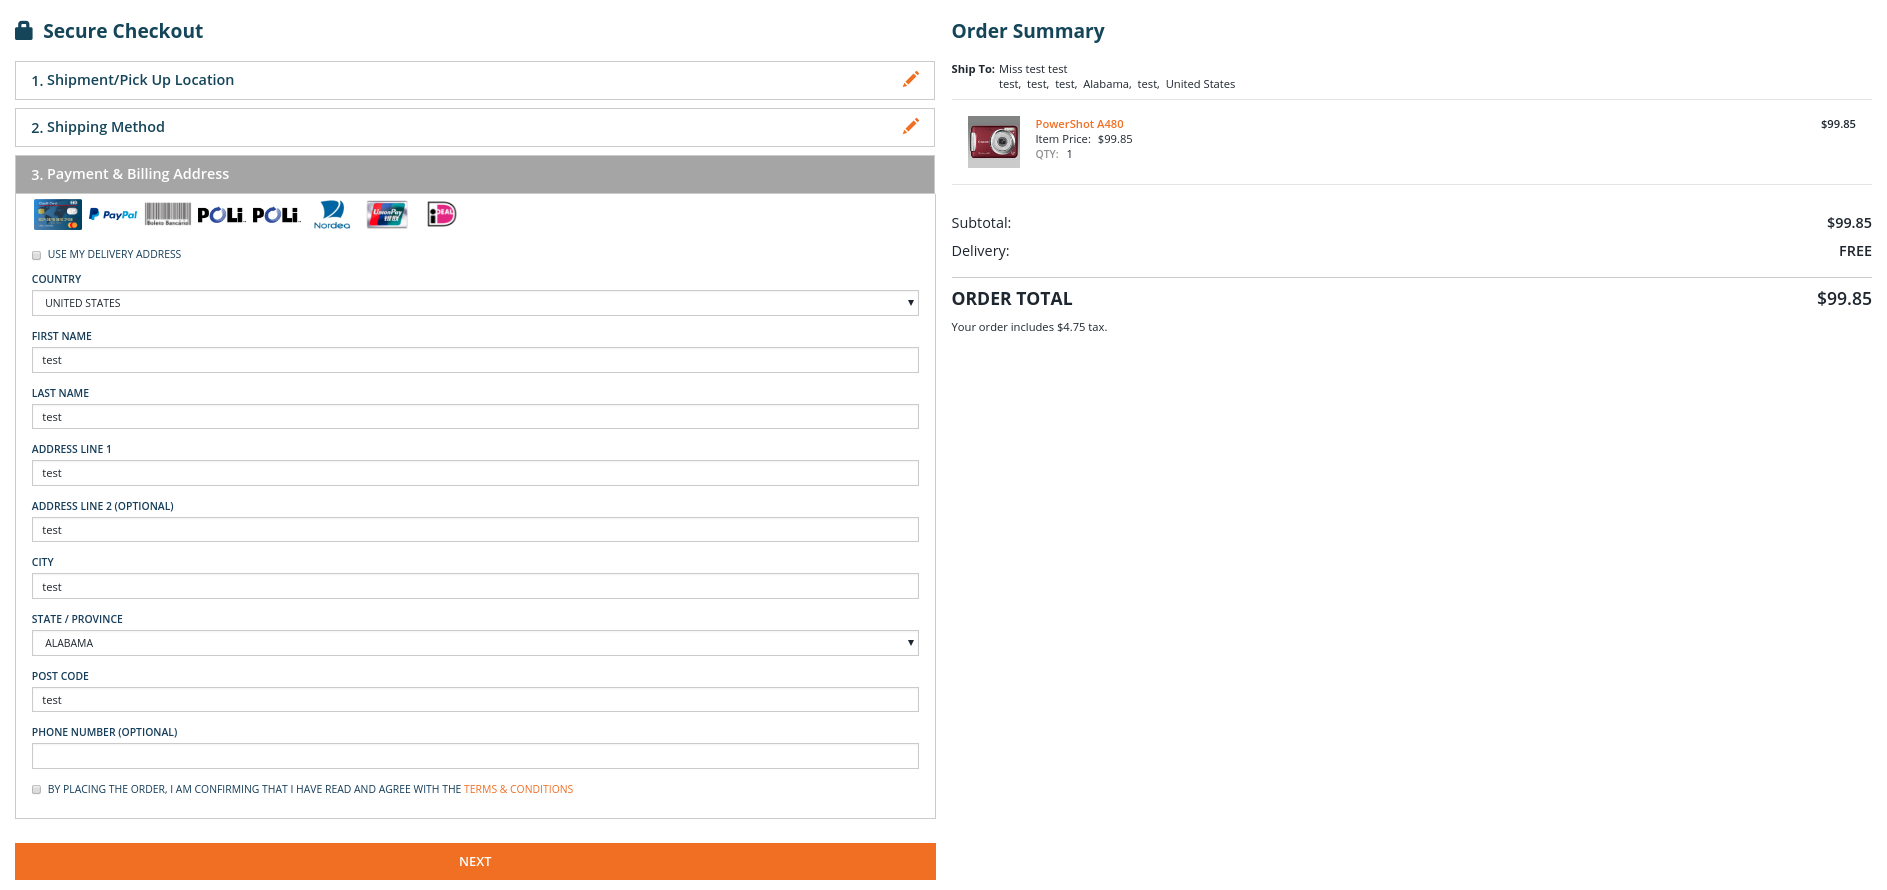 Secure Checkout
1. Shipment/Pick Up Location
2. Shipping Method
3. Payment & Billing Address
PayPal
Boleto Bancário
POLi
POLi
Nordea
UnionPay
iDEAL
USE MY DELIVERY ADDRESS
COUNTRY
UNITED STATES
FIRST NAME
test
LAST NAME
test
ADDRESS LINE 1
test
ADDRESS LINE 2 (OPTIONAL)
test
CITY
test
STATE / PROVINCE
ALABAMA
POST CODE
test
PHONE NUMBER (OPTIONAL)
BY PLACING THE ORDER, I AM CONFIRMING THAT I HAVE READ AND AGREE WITH THE TERMS & CONDITIONS
NEXT
Order Summary
Ship To: Miss test test
test, test, test, Alabama, test, United States
PowerShot A480 $99.85
Item Price: $99.85
QTY: 1
Subtotal: $99.85
Delivery: FREE
ORDER TOTAL $99.85
Your order includes $4.75 tax.